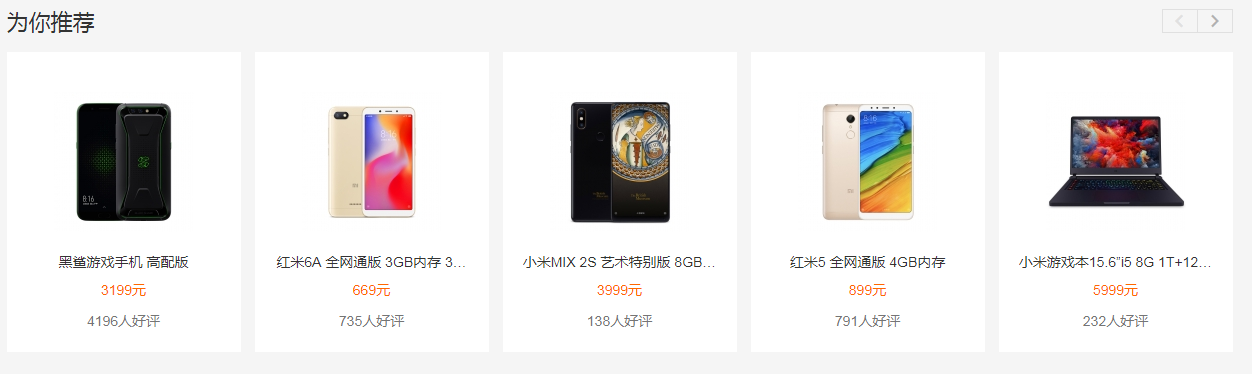 为你推荐
黑鲨游戏手机 高配版
3199元
4196人好评
红米6A 全网通版 3GB内存 3...
669元
735人好评
小米MIX 2S 艺术特别版 8GB...
3999元
138人好评
红米5 全网通版 4GB内存
899元
791人好评
小米游戏本15.6"i5 8G 1T+12...
5999元
232人好评